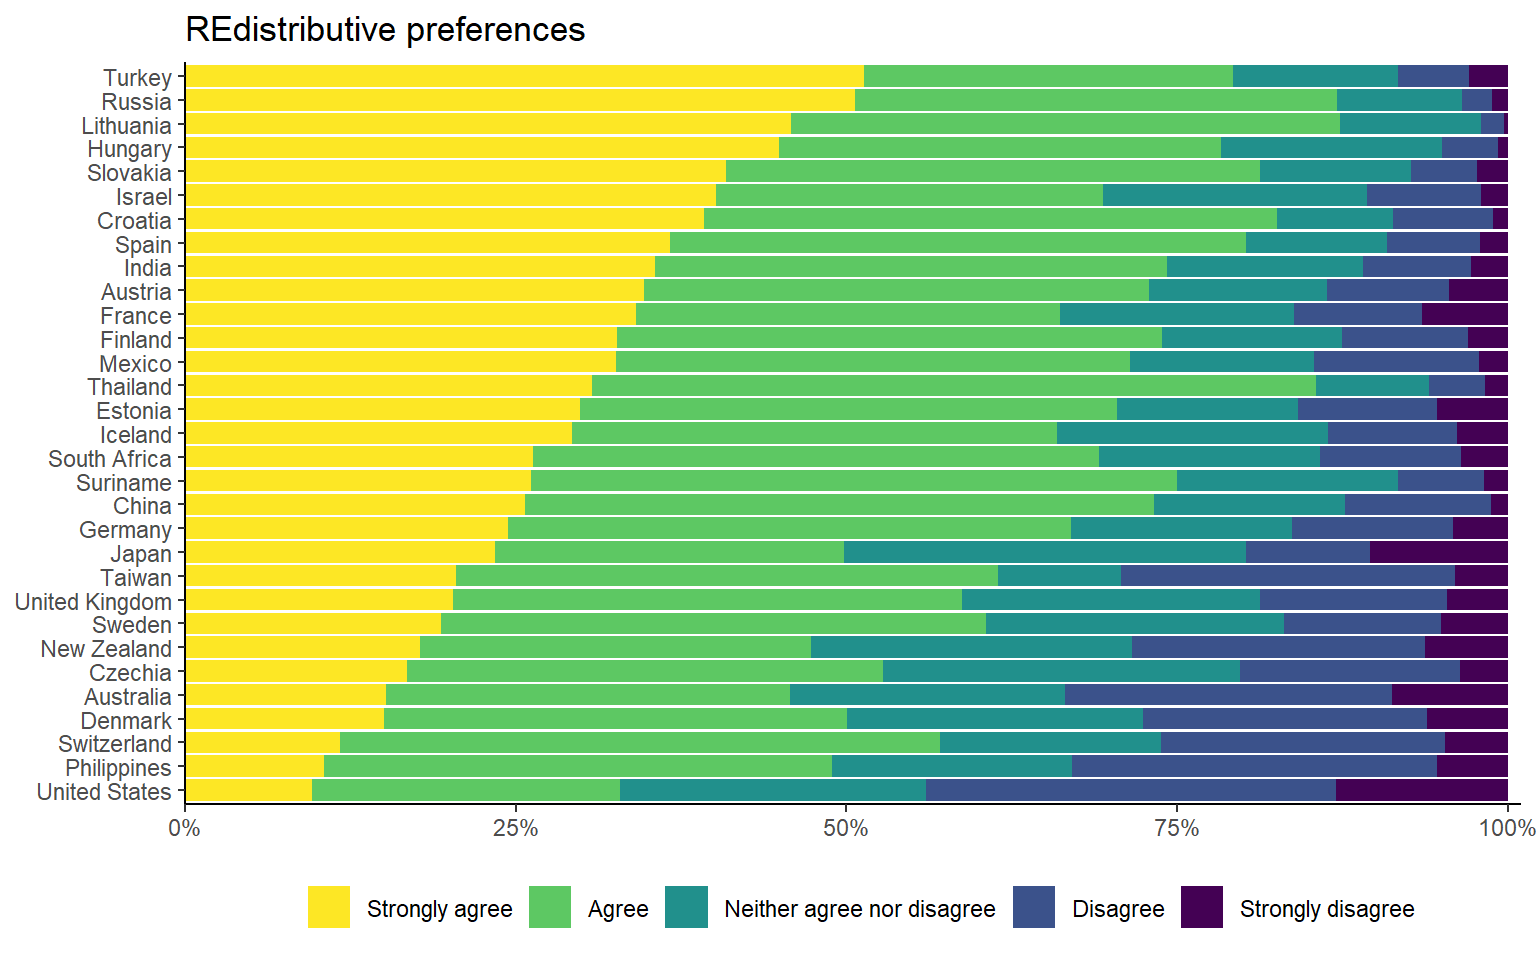 REdistributive preferences
Turkey
Russia
Lithuania
Hungary
Slovakia
Israel
Croatia
Spain
India
Austria
France
Finland
Mexico
Thailand
Estonia
Iceland
South Africa
Suriname
China
Germany
Japan
Taiwan
United Kingdom
Sweden
New Zealand
Czechia
Australia
Denmark
Switzerland
Philippines
United States
0% 25% 50% 75% 100%
Strongly agree Agree Neither agree nor disagree Disagree Strongly disagree